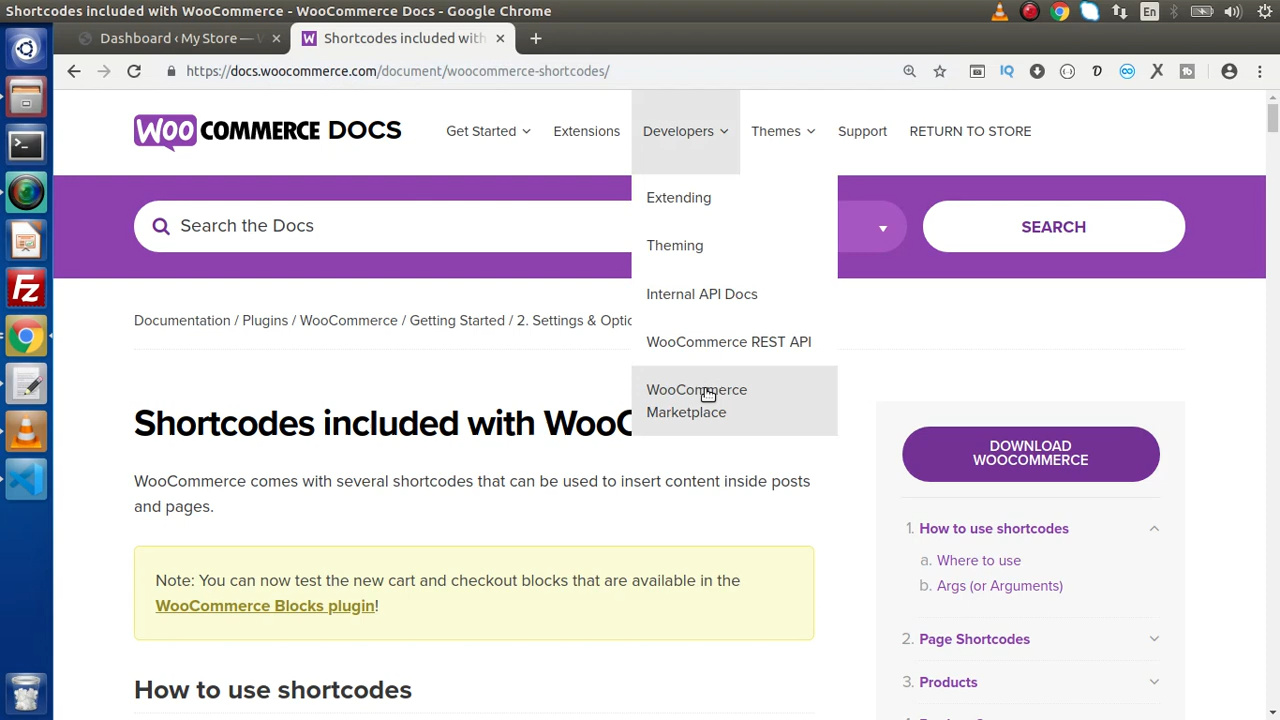 Shortcodes included with WooCommerce - WooCommerce Docs - Google Chrome
En
Dashboard ‹ My Store — W
Shortcodes included with
https://docs.woocommerce.com/document/woocommerce-shortcodes/
IQ
WOOCOMMERCE DOCS
Get Started
Extensions
Developers
Themes
Support
RETURN TO STORE
Search the Docs
SEARCH
Extending
Theming
Internal API Docs
WooCommerce REST API
WooCommerce
Marketplace
Documentation / Plugins / WooCommerce / Getting Started / 2. Settings & Optio
Shortcodes included with WooC
WooCommerce comes with several shortcodes that can be used to insert content inside posts
and pages.
Note: You can now test the new cart and checkout blocks that are available in the
WooCommerce Blocks plugin!
How to use shortcodes
DOWNLOAD
WOOCOMMERCE
1. How to use shortcodes
a. Where to use
b. Args (or Arguments)
2. Page Shortcodes
3. Products